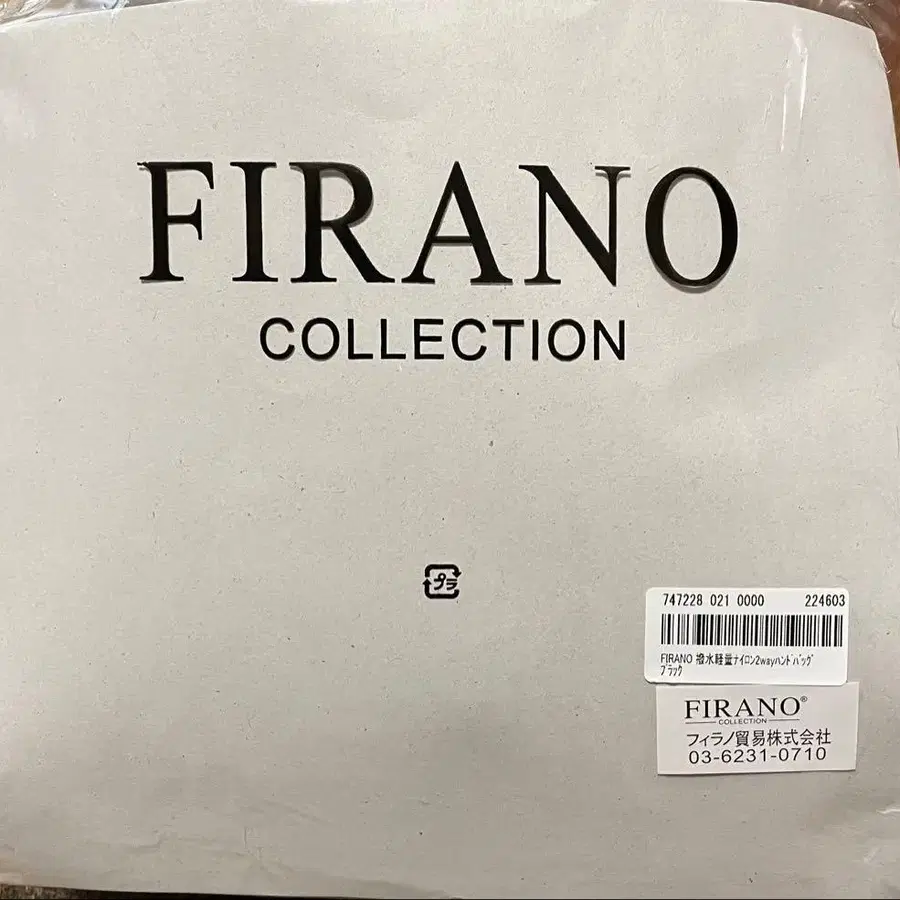 FIRANO
COLLECTION
プラ
747228 021 0000 224603
FIRANO 撥水軽量ナイロン2wayハンドバッグ
ブラック
FIRANO®
COLLECTION
フィラノ貿易株式会社
03-6231-0710